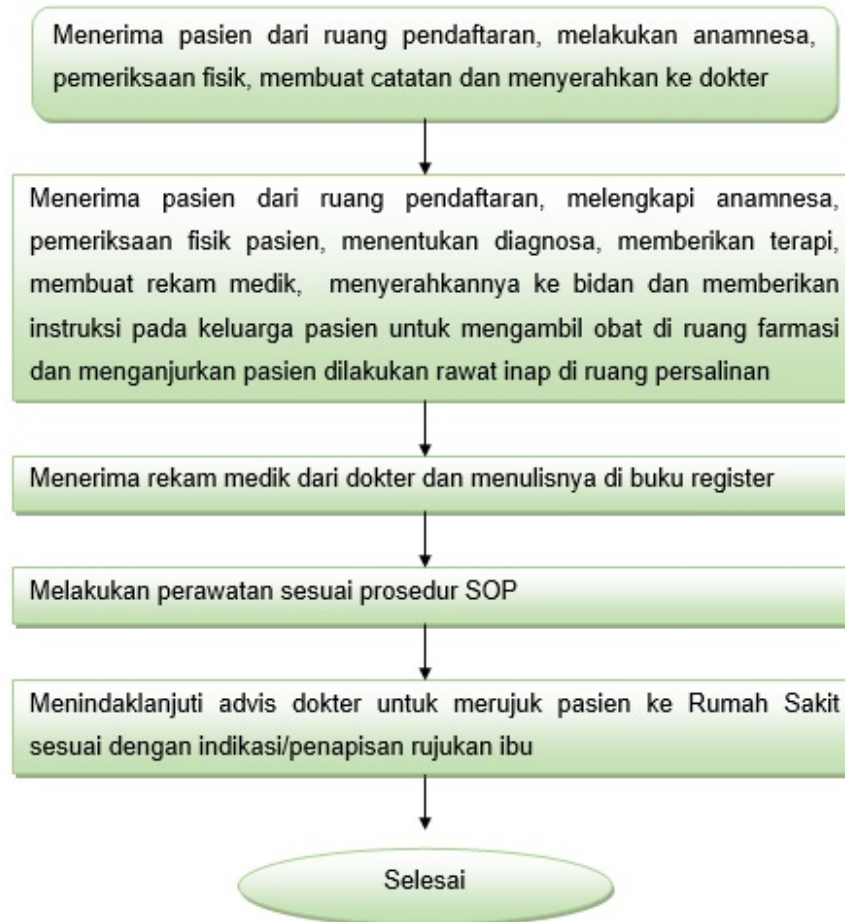 Menerima pasien dari ruang pendaftaran, melakukan anamnesa,
pemeriksaan fisik, membuat catatan dan menyerahkan ke dokter
Menerima pasien dari ruang pendaftaran, melengkapi anamnesa,
pemeriksaan fisik pasien, menentukan diagnosa, memberikan terapi,
membuat rekam medik, menyerahkannya ke bidan dan memberikan
instruksi pada keluarga pasien untuk mengambil obat di ruang farmasi
dan menganjurkan pasien dilakukan rawat inap di ruang persalinan
Menerima rekam medik dari dokter dan menulisnya di buku register
Melakukan perawatan sesuai prosedur SOP
Menindaklanjuti advis dokter untuk merujuk pasien ke Rumah Sakit
sesuai dengan indikasi/penapisan rujukan ibu
Selesai